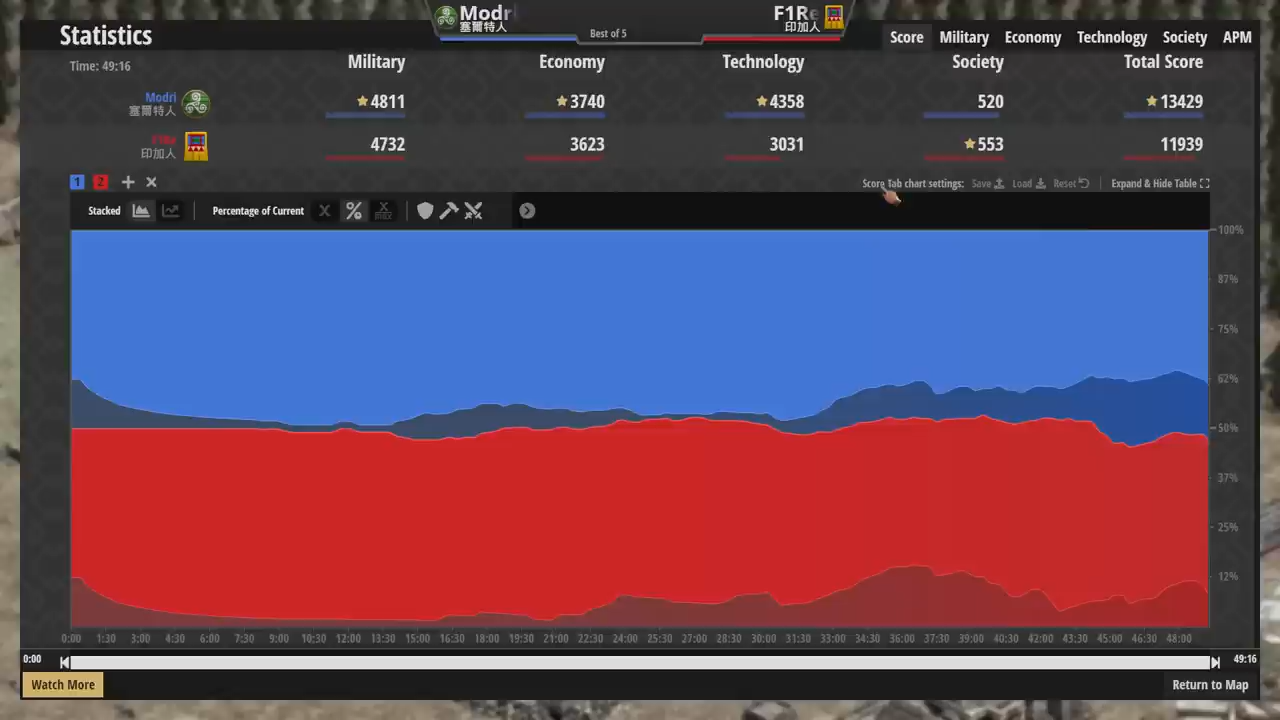 Modri
塞爾特人
F1Re
印加人
Best of 5
Statistics
Score Military Economy Technology Society APM
Time: 49:16
Military Economy Technology Society Total Score
Modri
塞爾特人
4811 3740 4358 520 13429
F1Re
印加人
4732 3623 3031 553 11939
1 2
Score Tab chart settings: Save Load Reset Expand & Hide Table
Stacked Percentage of Current X % X max
100%
87%
75%
62%
50%
37%
25%
12%
0:00 1:30 3:00 4:30 6:00 7:30 9:00 10:30 12:00 13:30 15:00 16:30 18:00 19:30 21:00 22:30 24:00 25:30 27:00 28:30 30:00 31:30 33:00 34:30 36:00 37:30 39:00 40:30 42:00 43:30 45:00 46:30 48:00
0:00 49:16
Watch More Return to Map